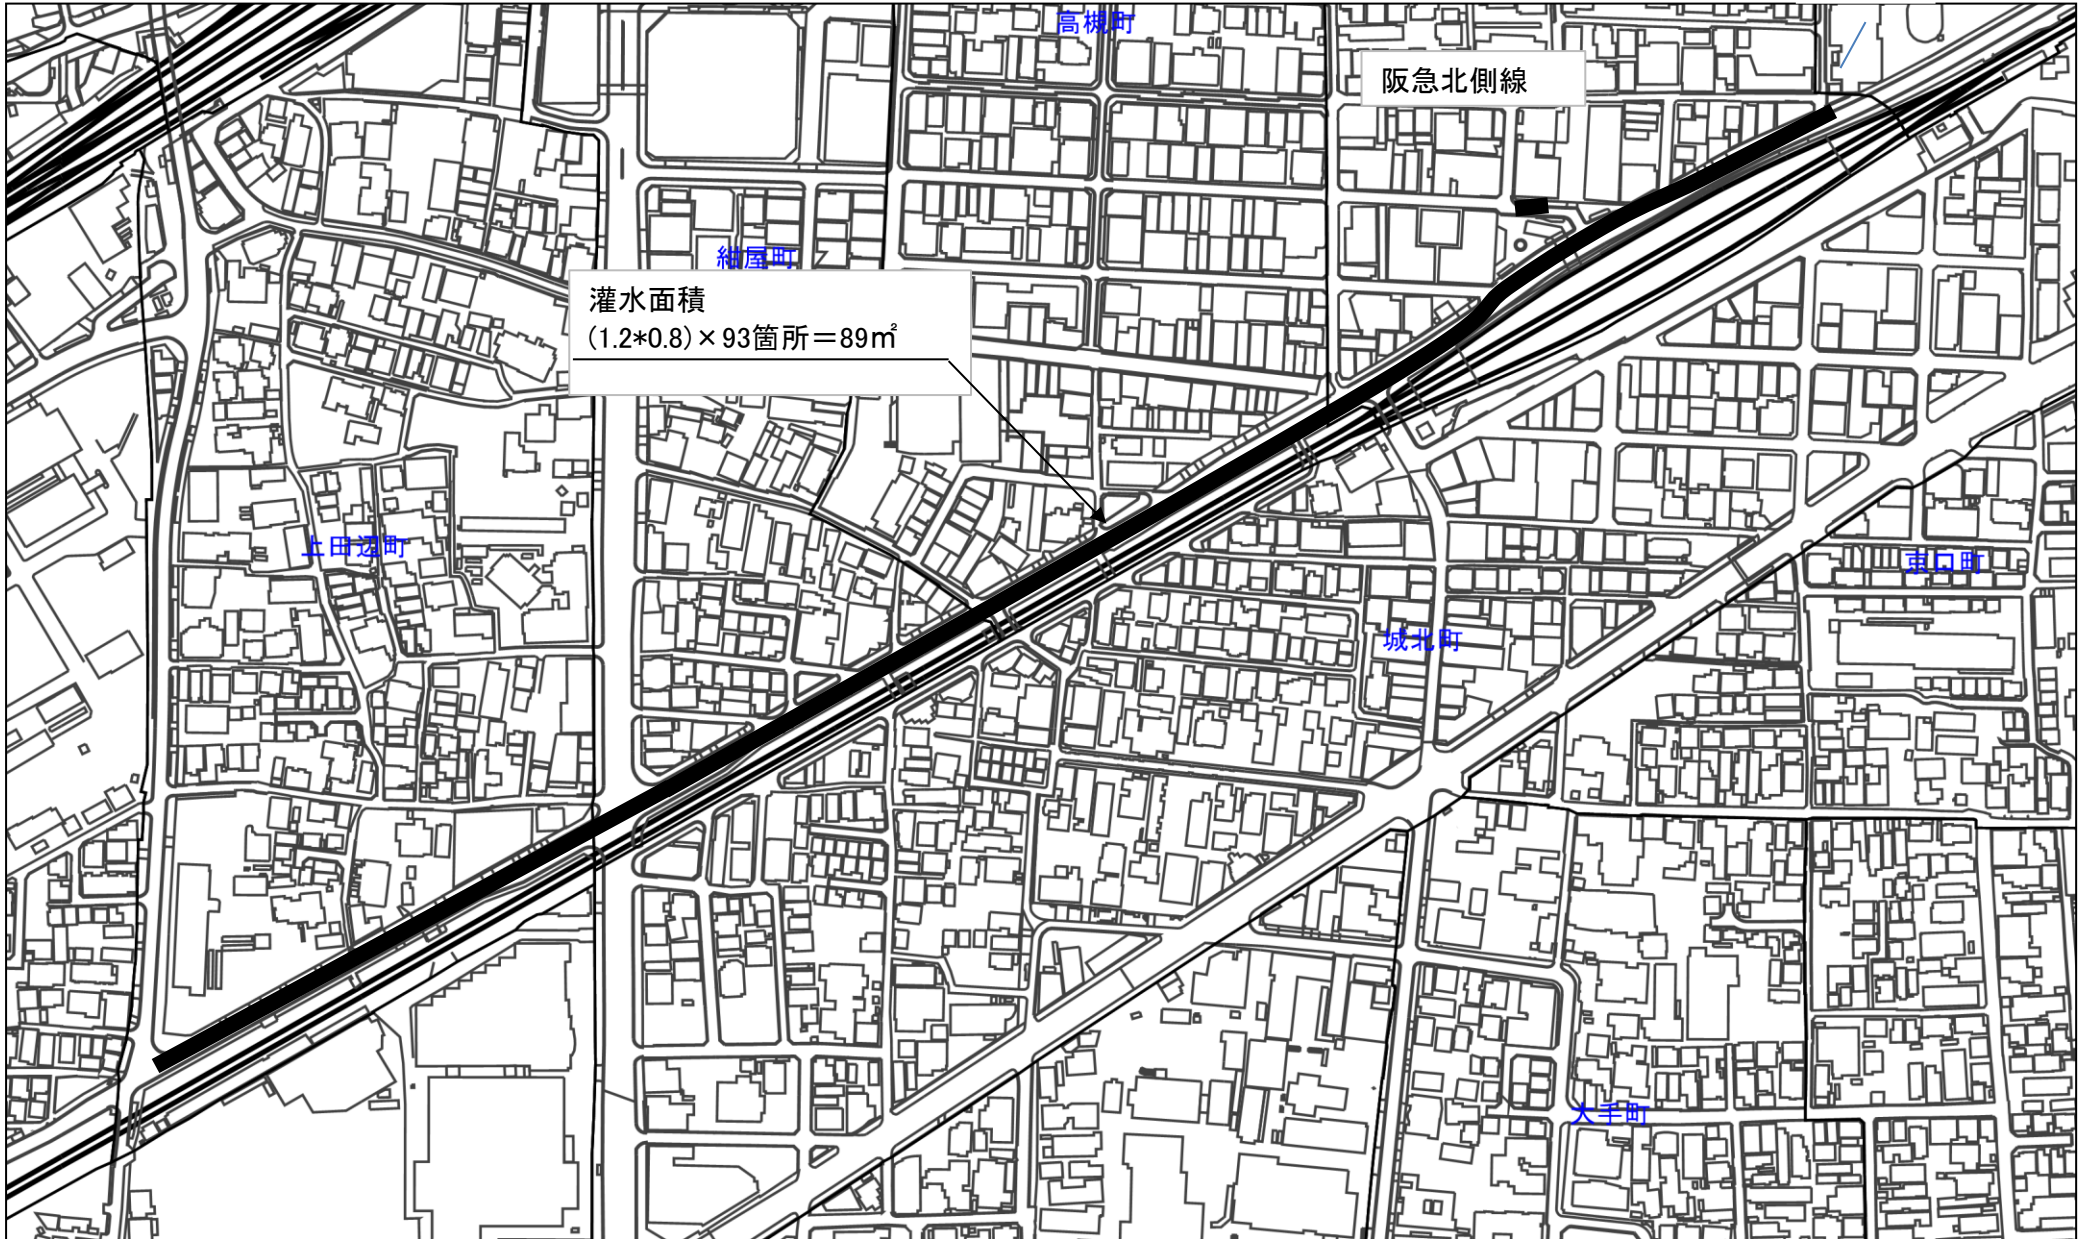 高槻町
阪急北側線
紺屋町
灌水面積
(1.2*0.8)×93箇所＝89㎡
上田辺町
京口町
城北町
大手町